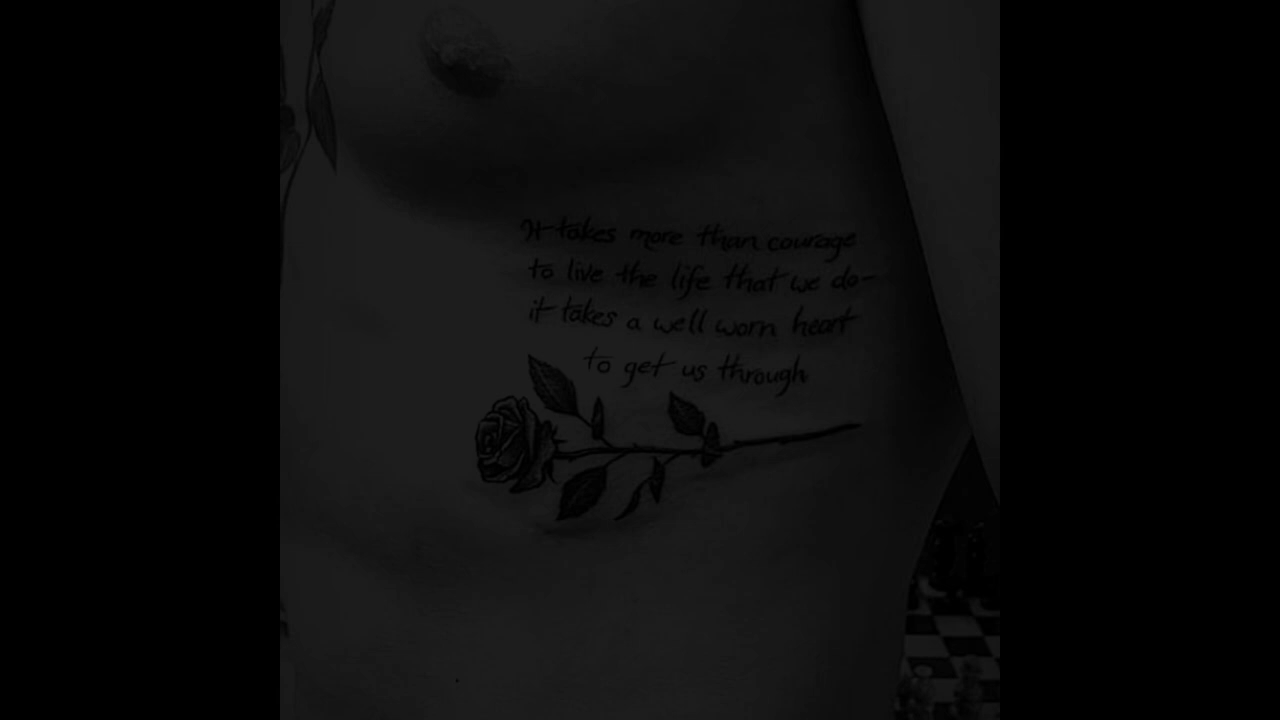 It takes more than courage
to live the life that we do-
it takes a well worn heart
to get us through